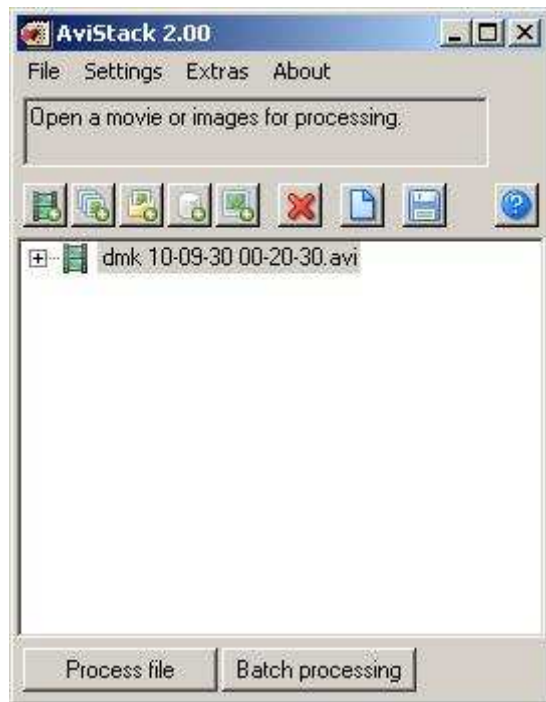 AviStack 2.00
File Settings Extras About
Open a movie or images for processing.
dmk 10-09-30 00-20-30.avi
Process file Batch processing